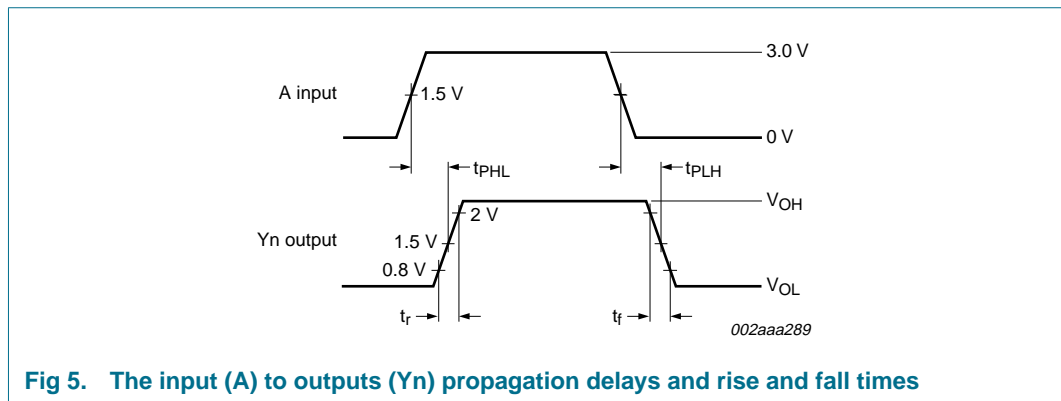 3.0 V
A input
1.5 V
0 V
tPHL
tPLH
VOH
2 V
Yn output
1.5 V
0.8 V
VOL
tr
tf
002aaa289
Fig 5. The input (A) to outputs (Yn) propagation delays and rise and fall times